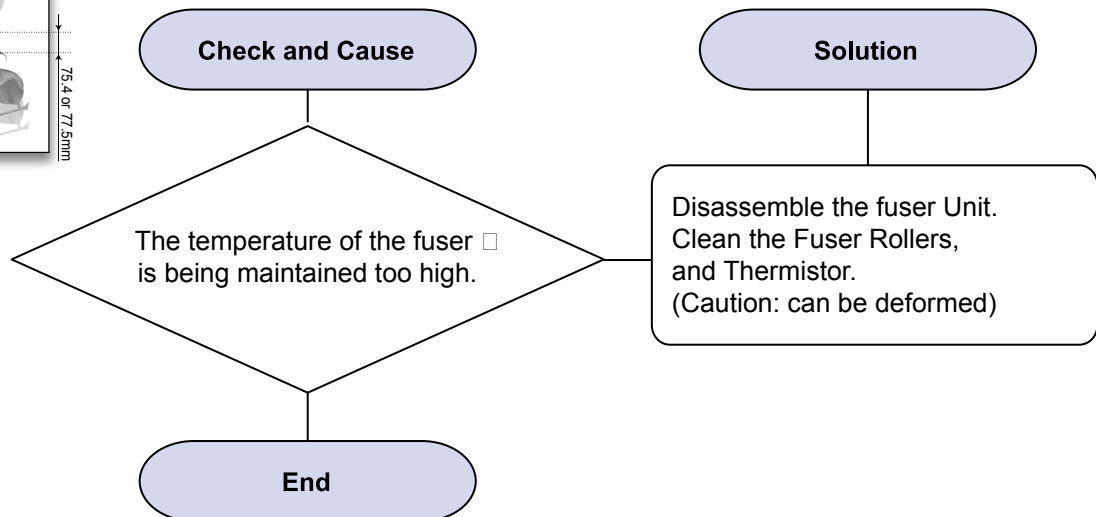 75.4 or 77.5mm
Check and Cause
Solution
The temperature of the fuser □
is being maintained too high.
Disassemble the fuser Unit.
Clean the Fuser Rollers,
and Thermistor.
(Caution: can be deformed)
End